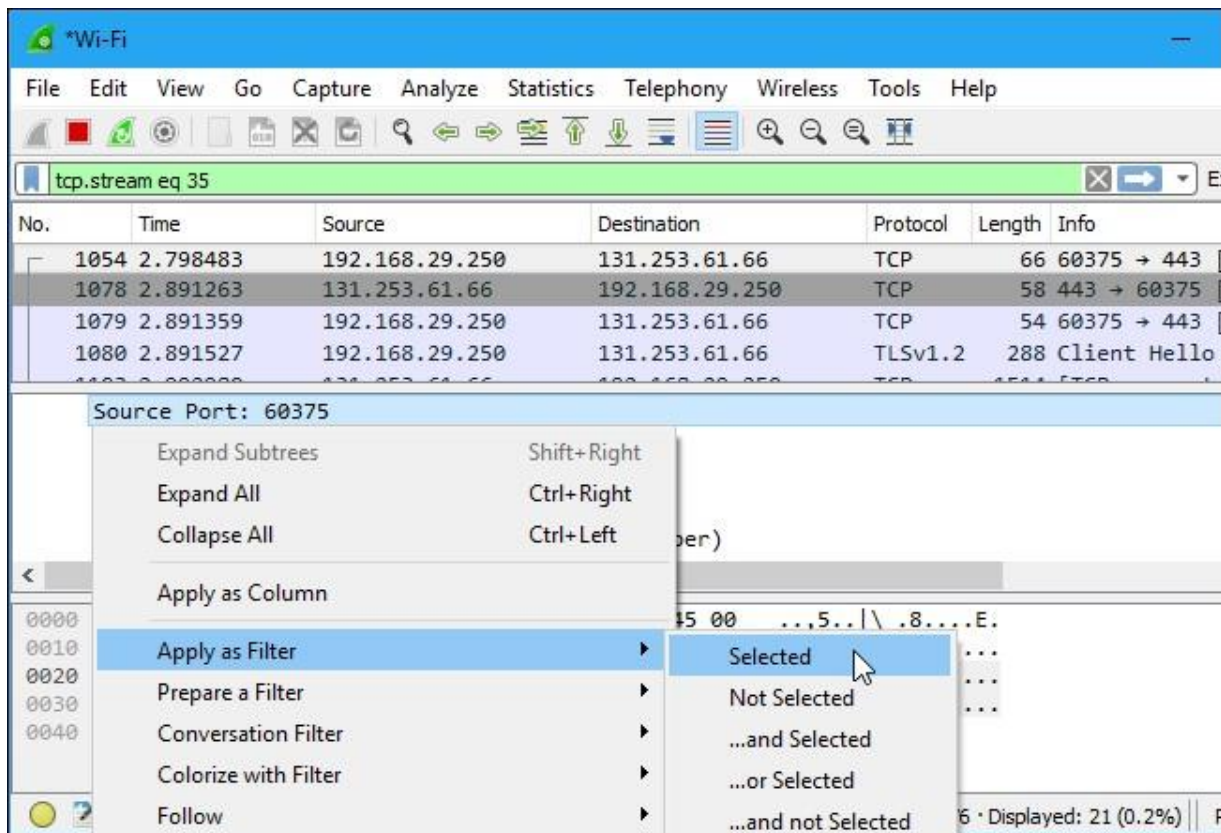 *Wi-Fi
File Edit View Go Capture Analyze Statistics Telephony Wireless Tools Help
tcp.stream eq 35
No. Time Source Destination Protocol Length Info
1054 2.798483 192.168.29.250 131.253.61.66 TCP 66 60375 → 443 [
1078 2.891263 131.253.61.66 192.168.29.250 TCP 58 443 → 60375 [
1079 2.891359 192.168.29.250 131.253.61.66 TCP 54 60375 → 443 [
1080 2.891527 192.168.29.250 131.253.61.66 TLSv1.2 288 Client Hello
Source Port: 60375
Expand Subtrees Shift+Right
Expand All Ctrl+Right
Collapse All Ctrl+Left
ber)
Apply as Column
0000 45 00 ..,5..|\ .8....E.
0010 Apply as Filter Selected ...
0020 ...
Prepare a Filter Not Selected
0030 ...
0040 Conversation Filter ...and Selected
Colorize with Filter ...or Selected
Follow ...and not Selected 6 · Displayed: 21 (0.2%)